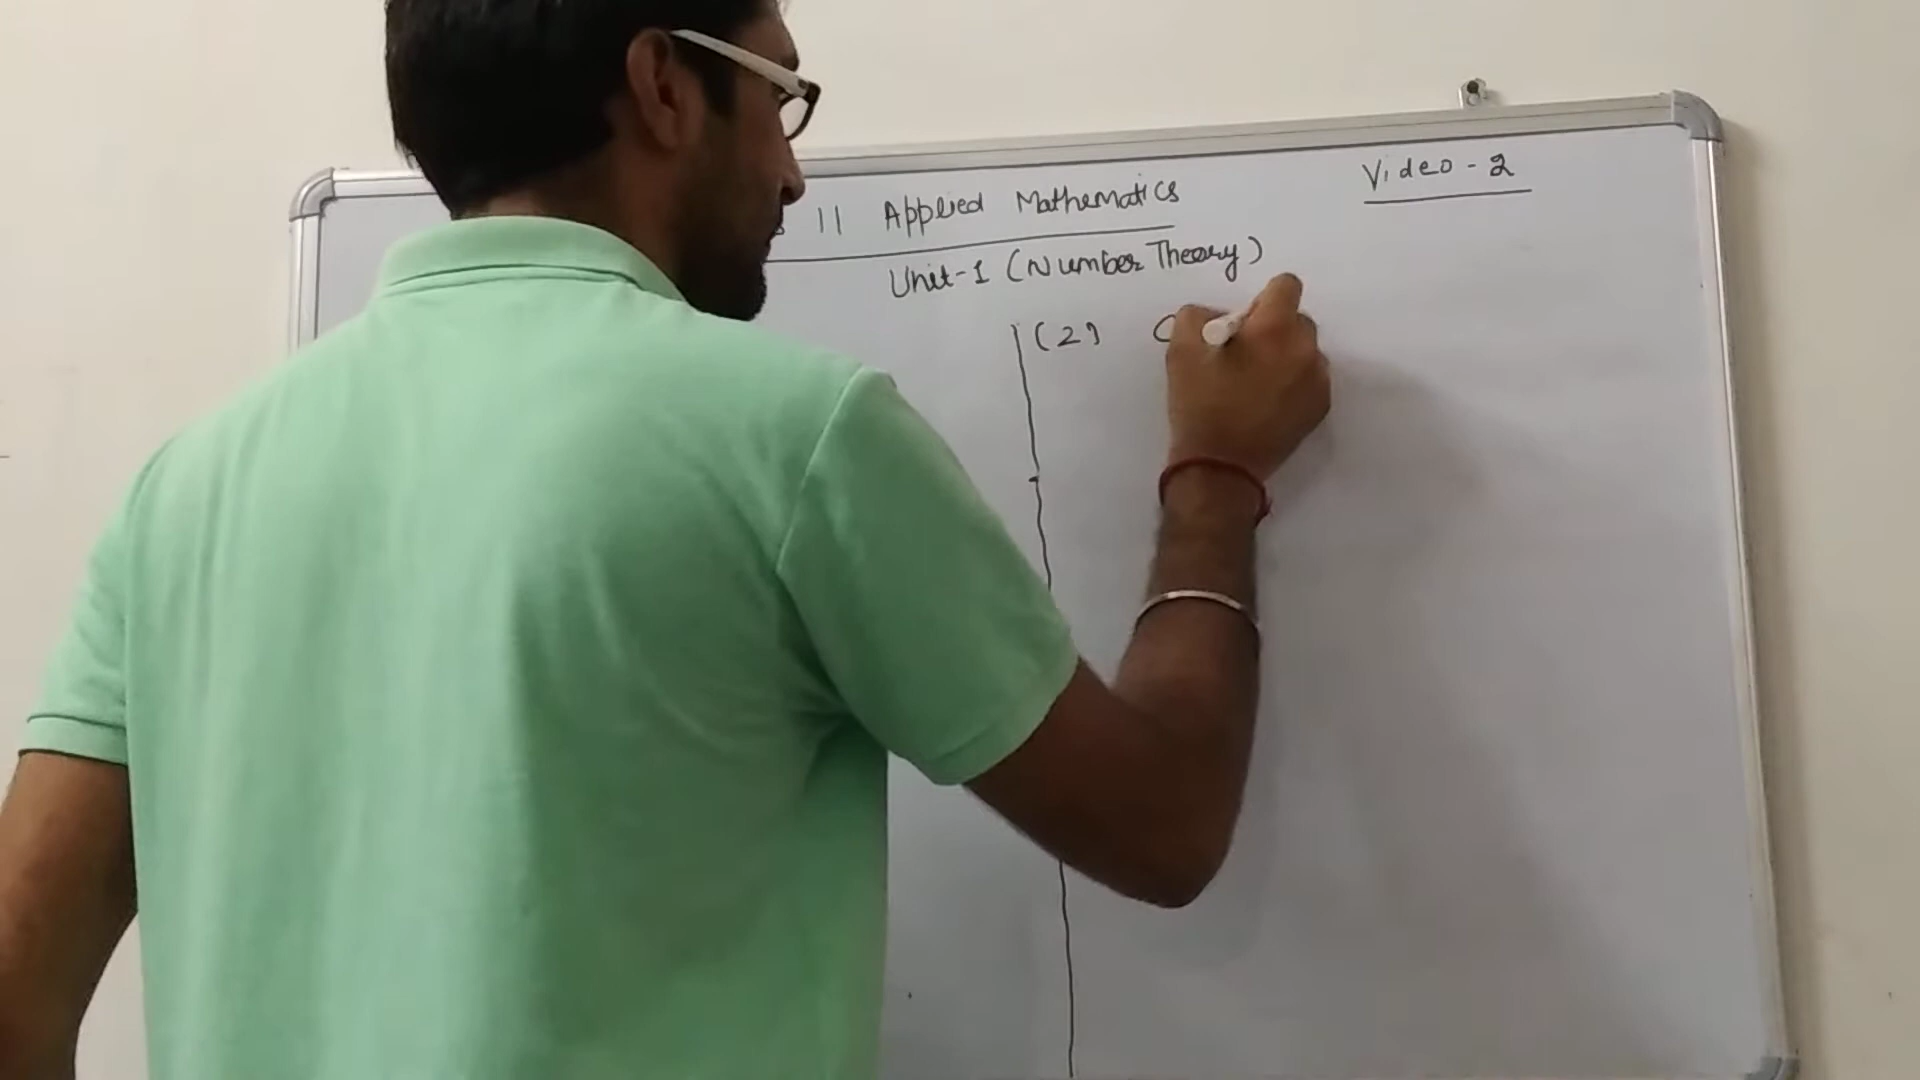 Video - 2
11 Applied Mathematics
Unit-1 (Number Theory)
(2) C